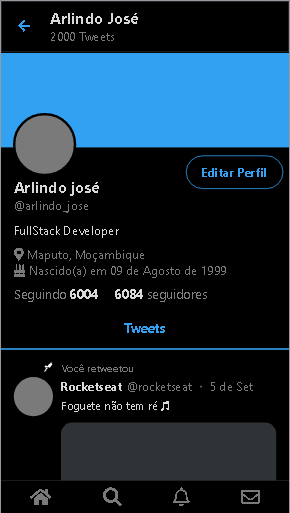 Arlindo José
2000 Tweets
Editar Perfil
Arlindo josé
@arlindo_jose
FullStack Developer
Maputo, Moçambique
Nascido(a) em 09 de Agosto de 1999
Seguindo 6004 6084 seguidores
Tweets
Você retweetou
Rocketseat @rocketseat · 5 de Set
Foguete não tem ré 🎵